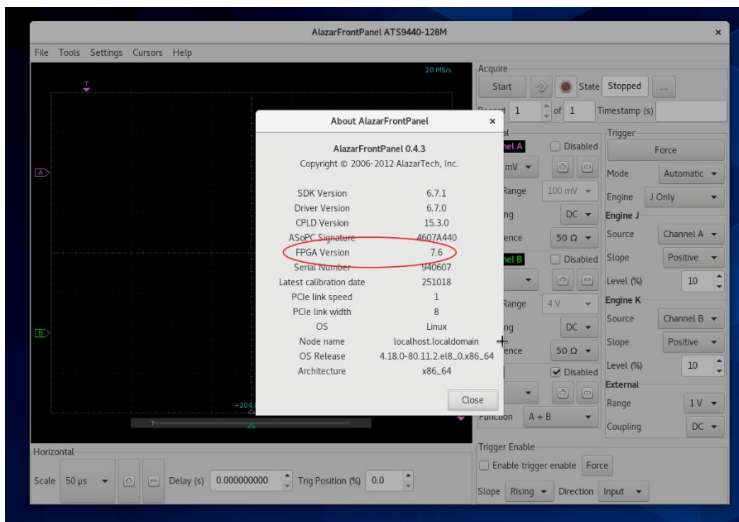 AlazarFrontPanel ATS9440-128M ×
File Tools Settings Cursors Help
20 MS/s
T
A
B
+204.
T
Acquire
Start State Stopped ...
1 of 1 Timestamp (s)
Disabled
mV
Range 100 mV
DC
50 Ω
nel B Disabled
Range 4 V
DC
50 Ω
Disabled
Function A + B
Trigger
Force
Mode Automatic
Engine J Only
Engine J
Source Channel A
Slope Positive
Level (%) 10
Engine K
Source Channel B
Slope Positive
Level (%) 10
External
Range 1 V
Coupling DC
Trigger Enable
Enable trigger enable Force
Slope Rising Direction Input
Horizontal
Scale 50 µs Delay (s) 0.000000000 Trig Position (%) 0.0
About AlazarFrontPanel ×
AlazarFrontPanel 0.4.3
Copyright © 2006-2012 AlazarTech, Inc.
SDK Version 6.7.1
Driver Version 6.7.0
CPLD Version 15.3.0
ASoPC Signature 4607A440
FPGA Version 7.6
Serial Number 940607
Latest calibration date 251018
PCIe link speed 1
PCIe link width 8
OS Linux
Node name localhost.localdomain
OS Release 4.18.0-80.11.2.el8_0.x86_64
Architecture x86_64
Close